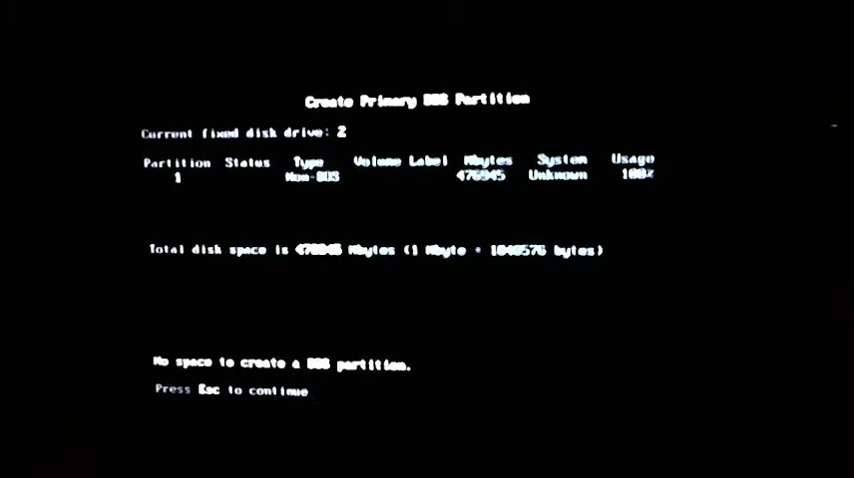 Create Primary DOS Partition
Current fixed disk drive: 2
Partition Status Type Volume Label Mbytes System Usage
1 Non-DOS 476945 Unknown 100%
Total disk space is 476945 Mbytes (1 Mbyte = 1048576 bytes)
No space to create a DOS partition.
Press Esc to continue